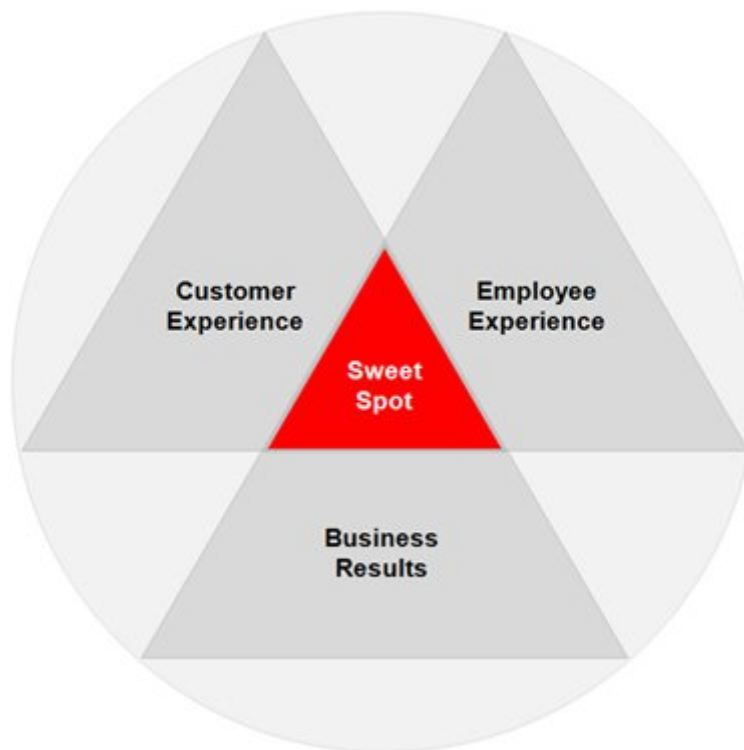 Customer
Experience
Employee
Experience
Sweet
Spot
Business
Results